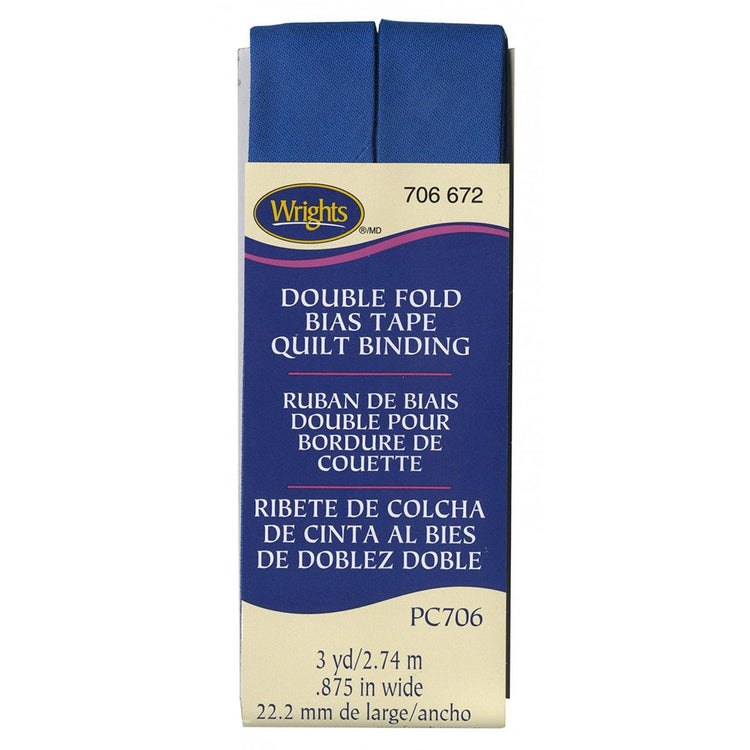 Wrights
®/MD
706 672
DOUBLE FOLD
BIAS TAPE
QUILT BINDING
RUBAN DE BIAIS
DOUBLE POUR
BORDURE DE
COUETTE
RIBETE DE COLCHA
DE CINTA AL BIES
DE DOBLEZ DOBLE
PC706
3 yd/2.74 m
.875 in wide
22.2 mm de large/ancho